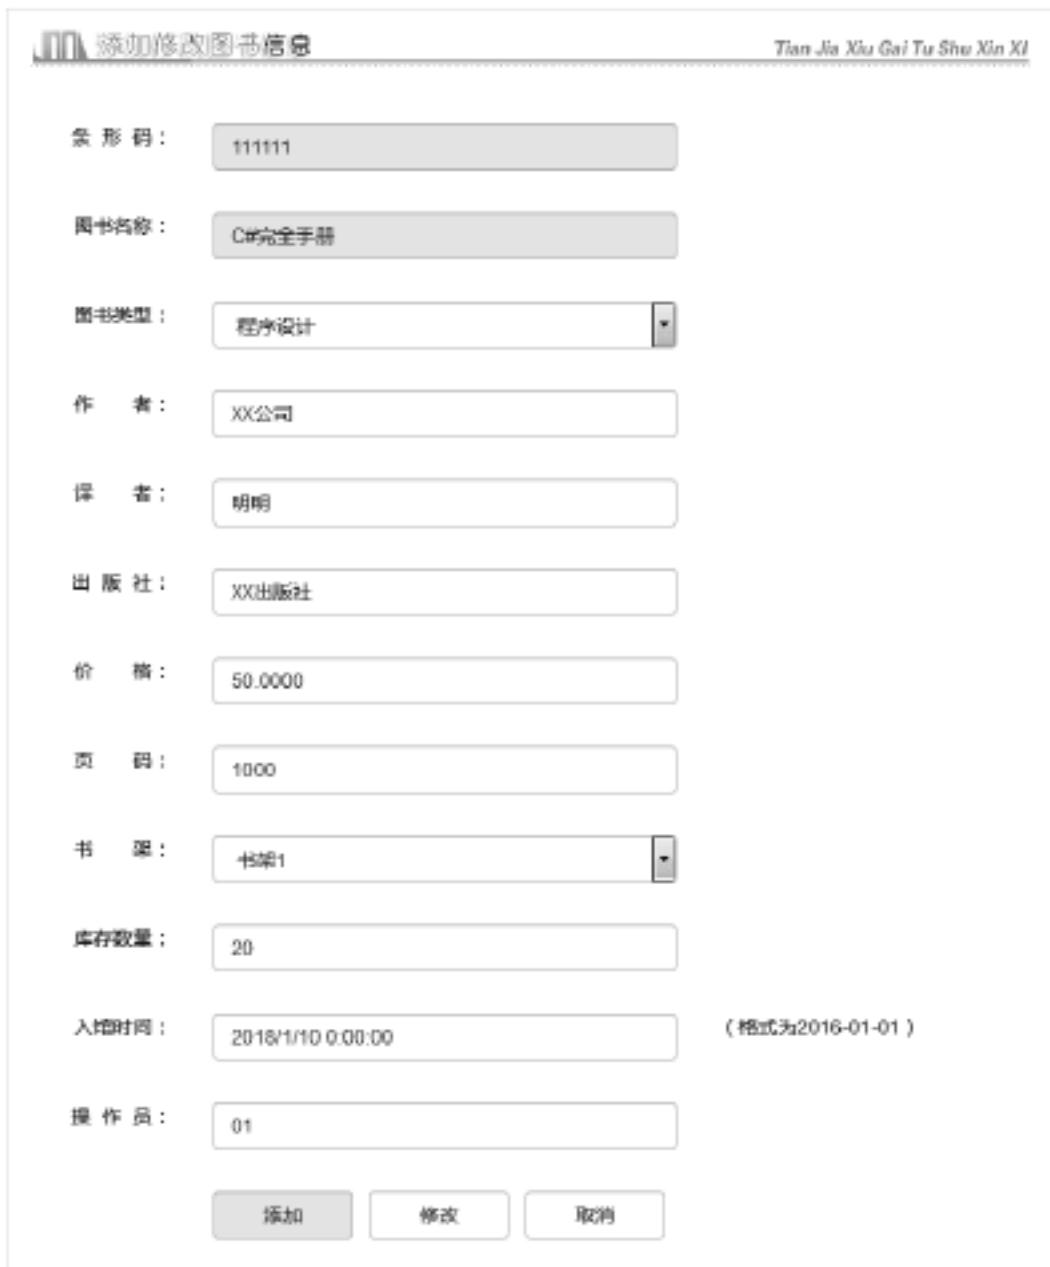 添加修改图书信息
Tian Jia Xiu Gai Tu Shu Xin XI
条 形 码： 111111
图书名称： C#完全手册
图书类型： 程序设计
作 者： XX公司
译 者： 明明
出 版 社： XX出版社
价 格： 50.0000
页 码： 1000
书 架： 书架1
库存数量： 20
入馆时间： 2018/1/10 0:00:00 （格式为2016-01-01）
操 作 员： 01
添加 修改 取消